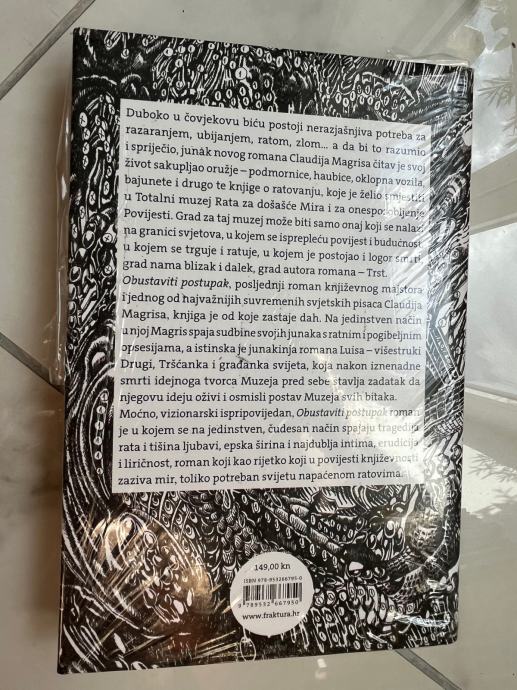 Duboko u čovjekovu biću postoji nerazjašnjiva potreba za
razaranjem, ubijanjem, ratom, zlom... a da bi to razumio
i spriječio, junak novog romana Claudija Magrisa čitav je svoj
život sakupljao oružje – podmornice, haubice, oklopna vozila,
bajunete i drugo te knjige o ratovanju, koje je želio smjestiti
u Totalni muzej Rata za došašće Mira i za onesposobljenje
Povijesti. Grad za taj muzej može biti samo onaj koji se nalazi
na granici svjetova, u kojem se isprepleću povijest i budućnost,
u kojem se trguje i ratuje, u kojem je postojao i logor smrti,
grad nama blizak i dalek, grad autora romana – Trst.
Obustaviti postupak, posljednji roman književnog majstora
i jednog od najvažnijih suvremenih svjetskih pisaca Claudija
Magrisa, knjiga je od koje zastaje dah. Na jedinstven način
u njoj Magris spaja sudbine svojih junaka s ratnim i pogibeljnim
opsesijama, a istinska je junakinja romana Luisa – višestruki
Drugi, Tršćanka i građanka svijeta, koja nakon iznenadne
smrti idejnoga tvorca Muzeja pred sebe stavlja zadatak da
njegovu ideju oživi i osmisli postav Muzeja svih bitaka.
Moćno, vizionarski ispripovijedan, Obustaviti postupak roman
je u kojem se na jedinstven, čudesan način spajaju tragedija
rata i tišina ljubavi, epska širina i najdublja intima, erudicija
i liričnost, roman koji kao rijetko koji u povijesti književnosti
zaziva mir, toliko potreban svijetu napaćenom ratovima.
149,00 kn
ISBN 978-953266795-0
9 789532 667950
www.fraktura.hr